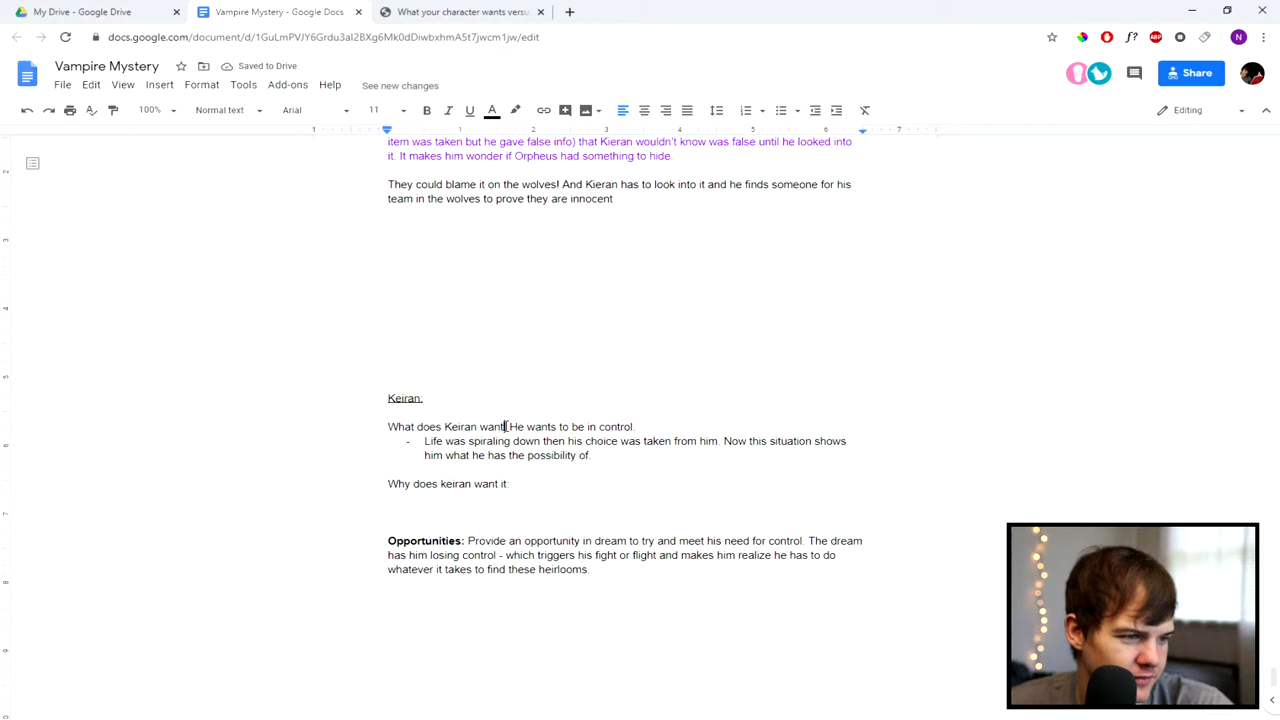 My Drive - Google Drive
Vampire Mystery - Google Docs
What your character wants versu
docs.google.com/document/d/1GuLmPVJY6Grdu3aI2BXg6Mk0dDiwbxhmA5t7jwcm1jw/edit
Vampire Mystery
Saved to Drive
File Edit View Insert Format Tools Add-ons Help See new changes
Share
100% Normal text Arial 11 Editing
item was taken but he gave false info) that Kieran wouldn't know was false until he looked into
it. It makes him wonder if Orpheus had something to hide.
They could blame it on the wolves! And Kieran has to look into it and he finds someone for his
team in the wolves to prove they are innocent
Keiran:
What does Keiran want He wants to be in control.
- Life was spiraling down then his choice was taken from him. Now this situation shows
him what he has the possibility of.
Why does keiran want it:
Opportunities: Provide an opportunity in dream to try and meet his need for control. The dream
has him losing control - which triggers his fight or flight and makes him realize he has to do
whatever it takes to find these heirlooms.